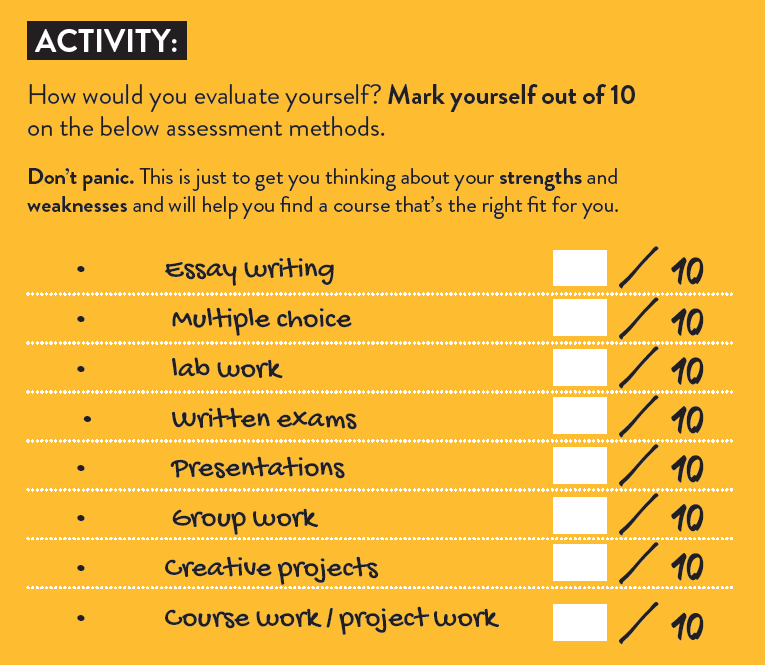 ACTIVITY:
How would you evaluate yourself? Mark yourself out of 10
on the below assessment methods.
Don't panic. This is just to get you thinking about your strengths and
weaknesses and will help you find a course that's the right fit for you.
• Essay writing / 10
• Multiple choice / 10
• lab work / 10
• Written exams / 10
• Presentations / 10
• Group work / 10
• Creative projects / 10
• Course work / project work / 10